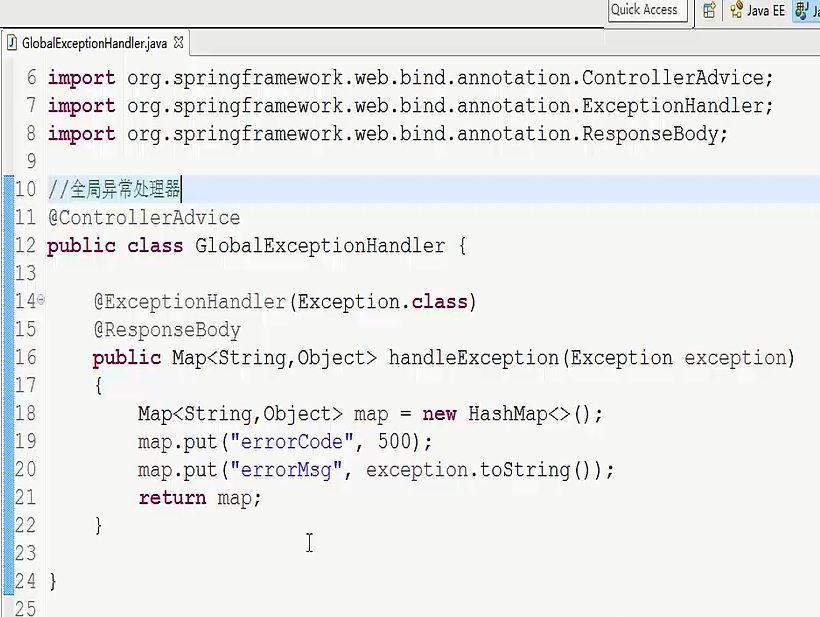 Quick Access
Java EE
Ja
GlobalExceptionHandler.java
6 import org.springframework.web.bind.annotation.ControllerAdvice;
7 import org.springframework.web.bind.annotation.ExceptionHandler;
8 import org.springframework.web.bind.annotation.ResponseBody;
9
10 //全局异常处理器
11 @ControllerAdvice
12 public class GlobalExceptionHandler {
13
14 @ExceptionHandler(Exception.class)
15 @ResponseBody
16 public Map<String,Object> handleException(Exception exception)
17 {
18 Map<String,Object> map = new HashMap<>();
19 map.put("errorCode", 500);
20 map.put("errorMsg", exception.toString());
21 return map;
22 }
23
24 }
25